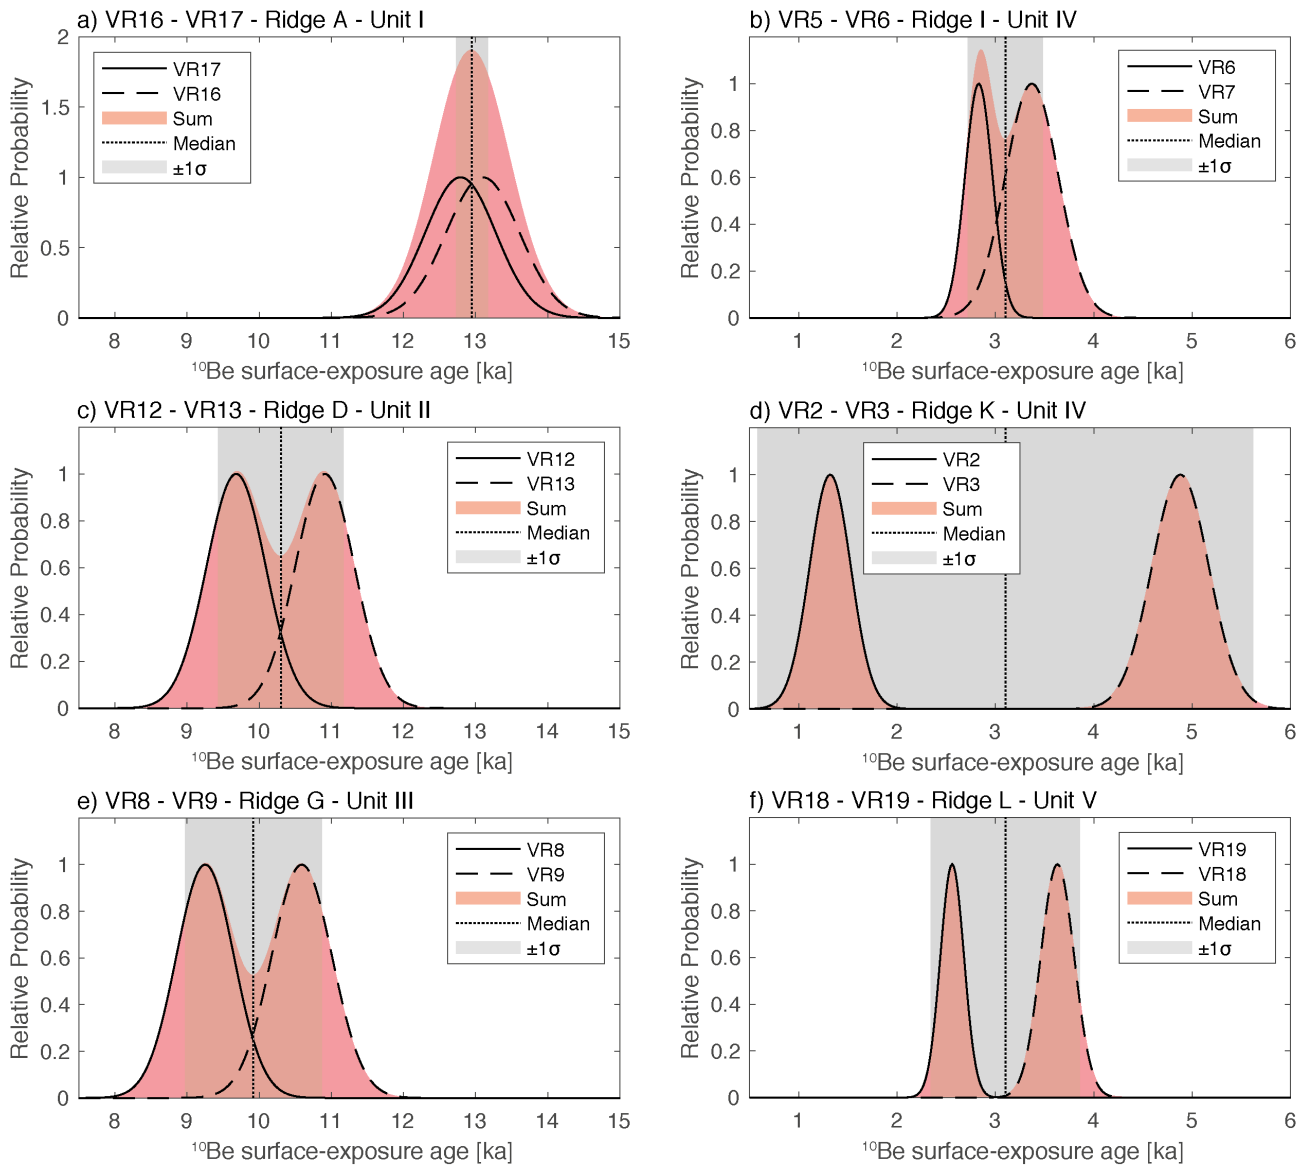 a) VR16 - VR17 - Ridge A - Unit I
2
1.5
1
0.5
0
Relative Probability
VR17
VR16
Sum
Median
±1σ
8 9 10 11 12 13 14 15
¹⁰Be surface-exposure age [ka]
b) VR5 - VR6 - Ridge I - Unit IV
1
0.8
0.6
0.4
0.2
0
Relative Probability
VR6
VR7
Sum
Median
±1σ
1 2 3 4 5 6
¹⁰Be surface-exposure age [ka]
c) VR12 - VR13 - Ridge D - Unit II
1
0.8
0.6
0.4
0.2
0
Relative Probability
VR12
VR13
Sum
Median
±1σ
8 9 10 11 12 13 14 15
¹⁰Be surface-exposure age [ka]
d) VR2 - VR3 - Ridge K - Unit IV
1
0.8
0.6
0.4
0.2
0
Relative Probability
VR2
VR3
Sum
Median
±1σ
1 2 3 4 5 6
¹⁰Be surface-exposure age [ka]
e) VR8 - VR9 - Ridge G - Unit III
1
0.8
0.6
0.4
0.2
0
Relative Probability
VR8
VR9
Sum
Median
±1σ
8 9 10 11 12 13 14 15
¹⁰Be surface-exposure age [ka]
f) VR18 - VR19 - Ridge L - Unit V
1
0.8
0.6
0.4
0.2
0
Relative Probability
VR19
VR18
Sum
Median
±1σ
1 2 3 4 5 6
¹⁰Be surface-exposure age [ka]